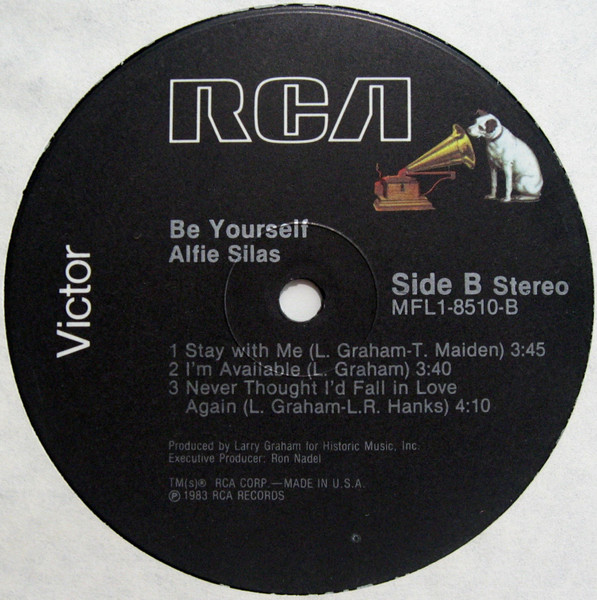 RCA
Victor
Be Yourself
Alfie Silas
Side B Stereo
MFL1-8510-B
1 Stay with Me (L. Graham-T. Maiden) 3:45
2 I'm Available (L. Graham) 3:40
3 Never Thought I'd Fall in Love
Again (L. Graham-L.R. Hanks) 4:10
Produced by Larry Graham for Historic Music, Inc.
Executive Producer: Ron Nadel
TM(s)® RCA CORP.—MADE IN U.S.A.
℗ 1983 RCA RECORDS